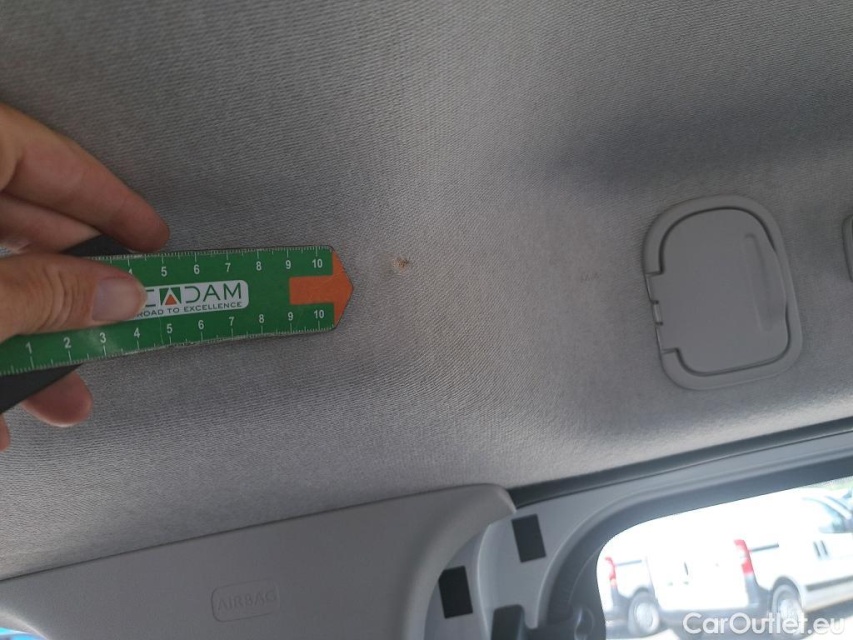 5 6 7 8 9 10
CADAM
ROAD TO EXCELLENCE
1 2 3 4 5 6 7 8 9 10
AIRBAG
CarOutlet.eu